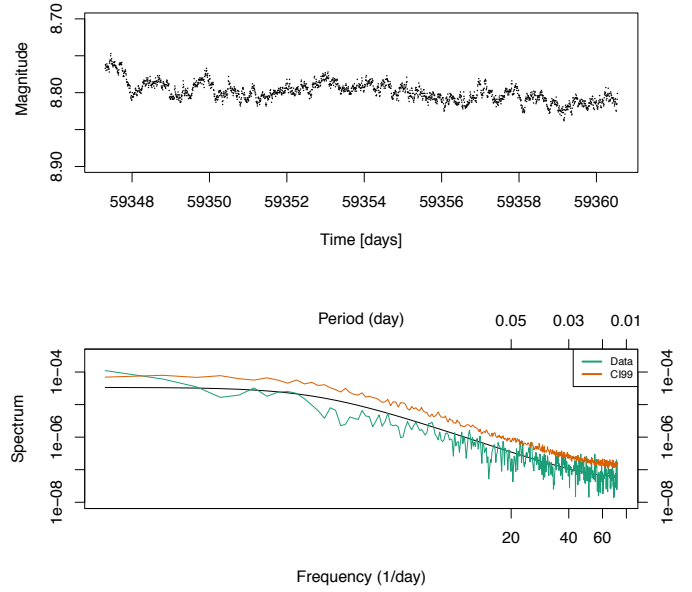 8.70
8.80
8.90
Magnitude
59348 59350 59352 59354 59356 59358 59360
Time [days]
Period (day)
0.05 0.03 0.01
Data
CI99
1e-04
1e-06
1e-08
Spectrum
1e-04
1e-06
1e-08
20 40 60
Frequency (1/day)